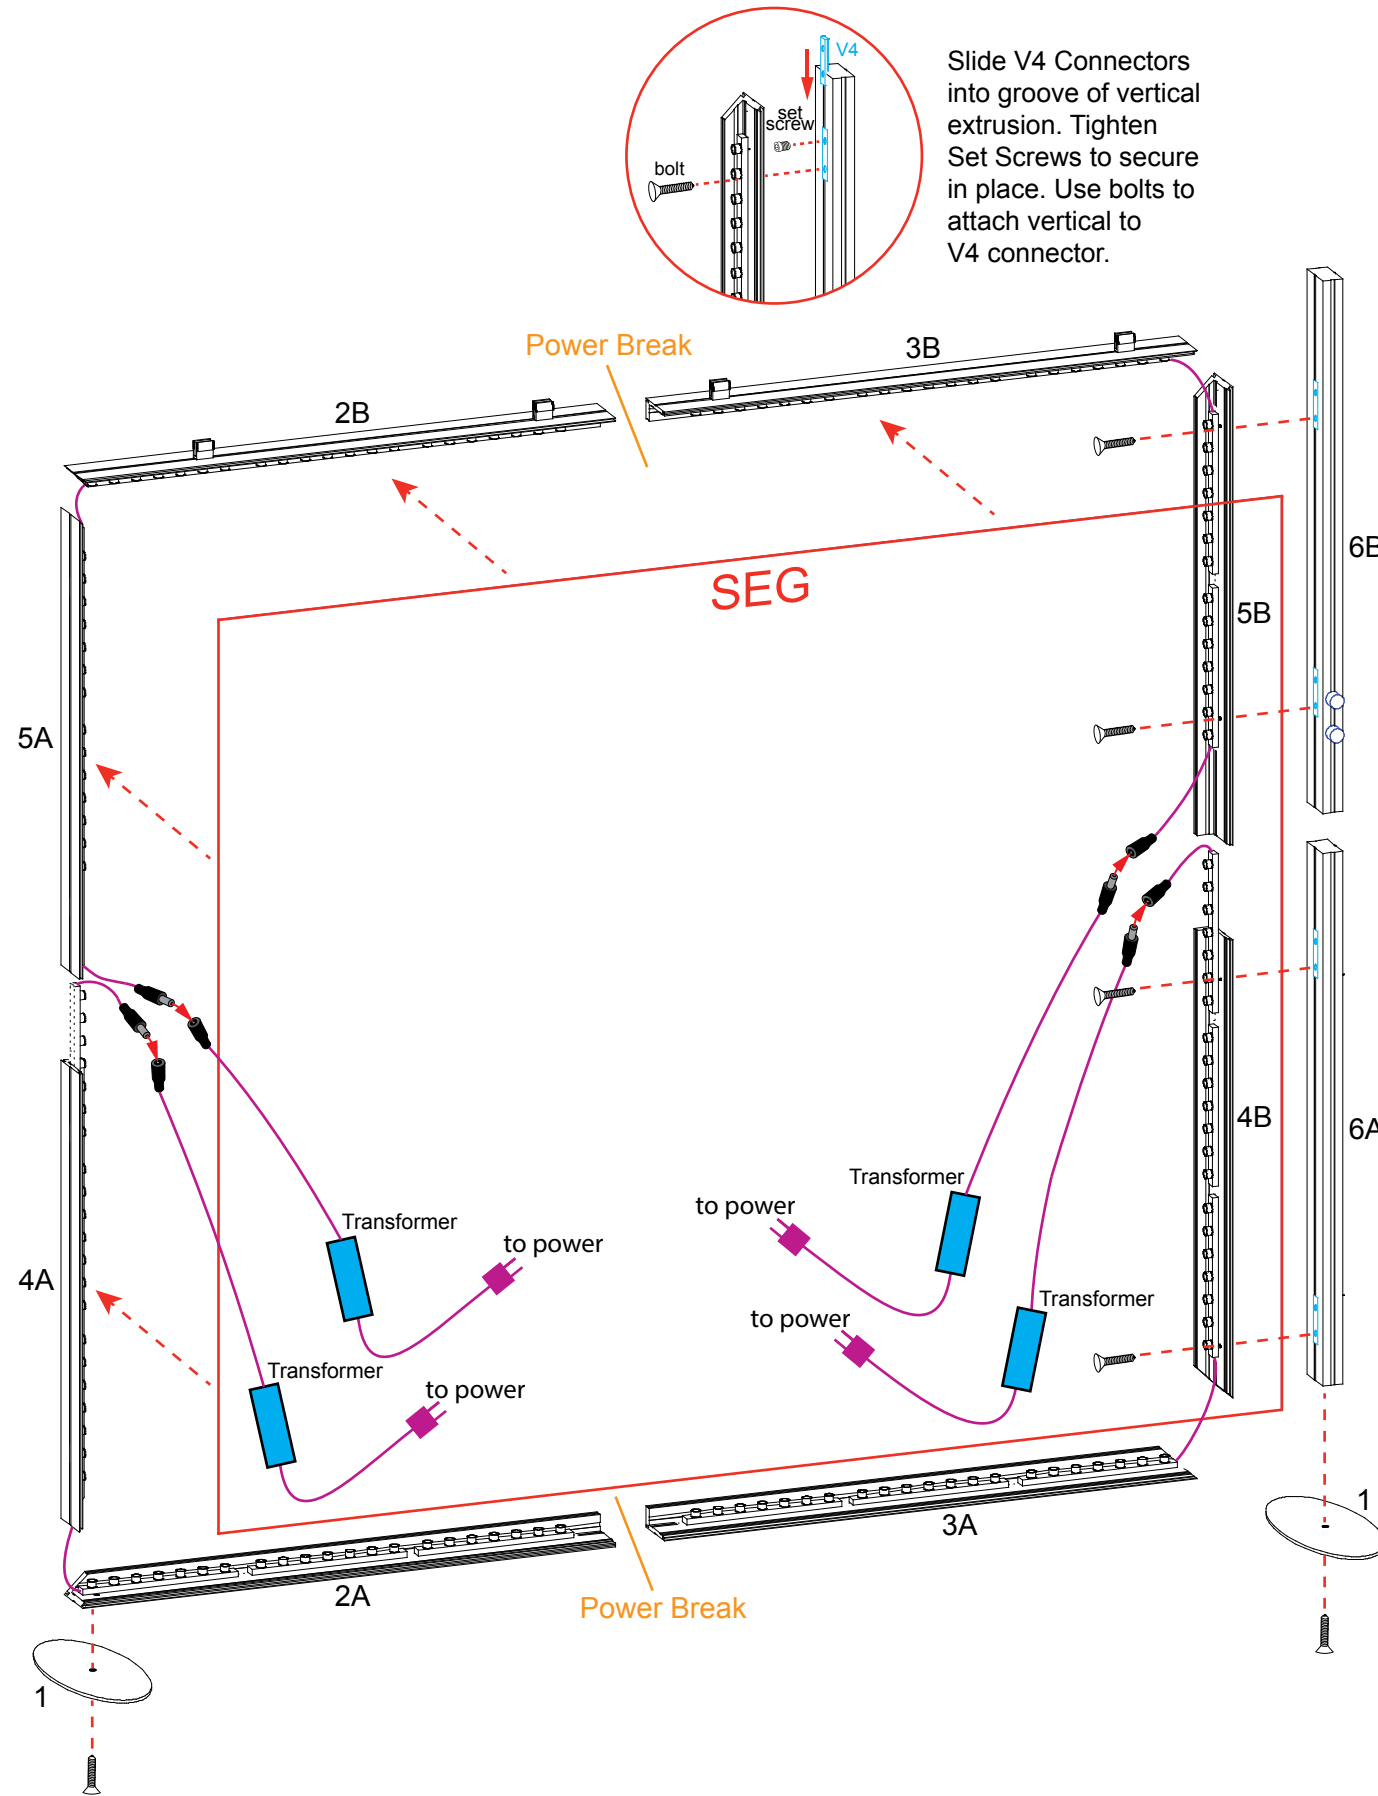 V4
set
screw
bolt
Slide V4 Connectors
into groove of vertical
extrusion. Tighten
Set Screws to secure
in place. Use bolts to
attach vertical to
V4 connector.
Power Break
3B
2B
SEG
6B
5B
5A
4B
6A
Transformer
to power
Transformer
to power
4A
Transformer
to power
Transformer
to power
1
3A
2A
Power Break
1